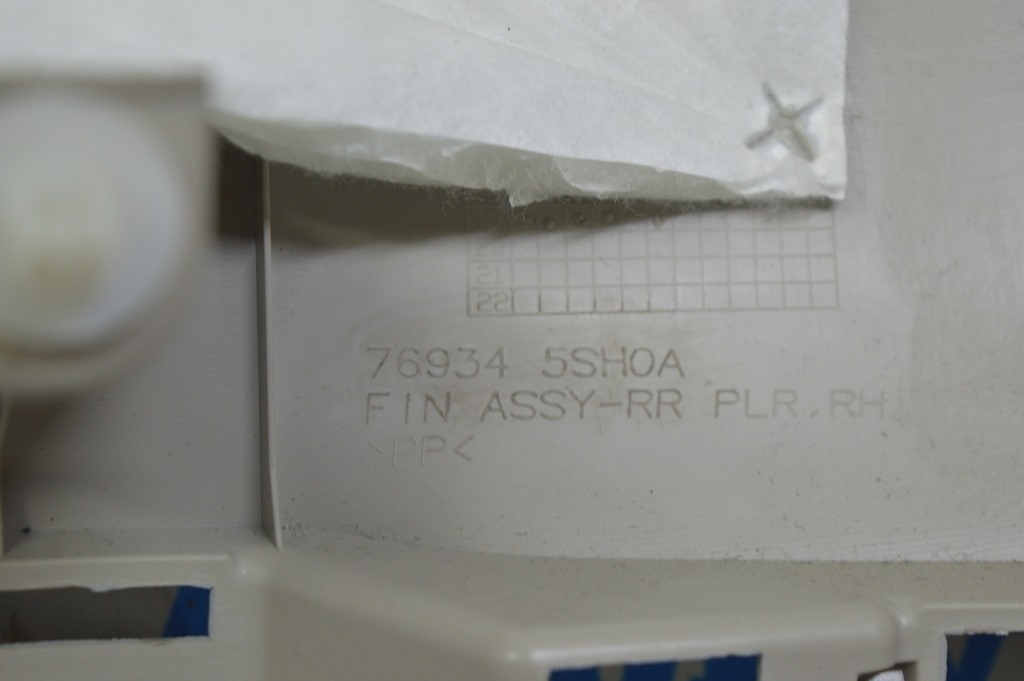 20
21
22
76934 5SH0A
FIN ASSY-RR PLR,RH
>PP<